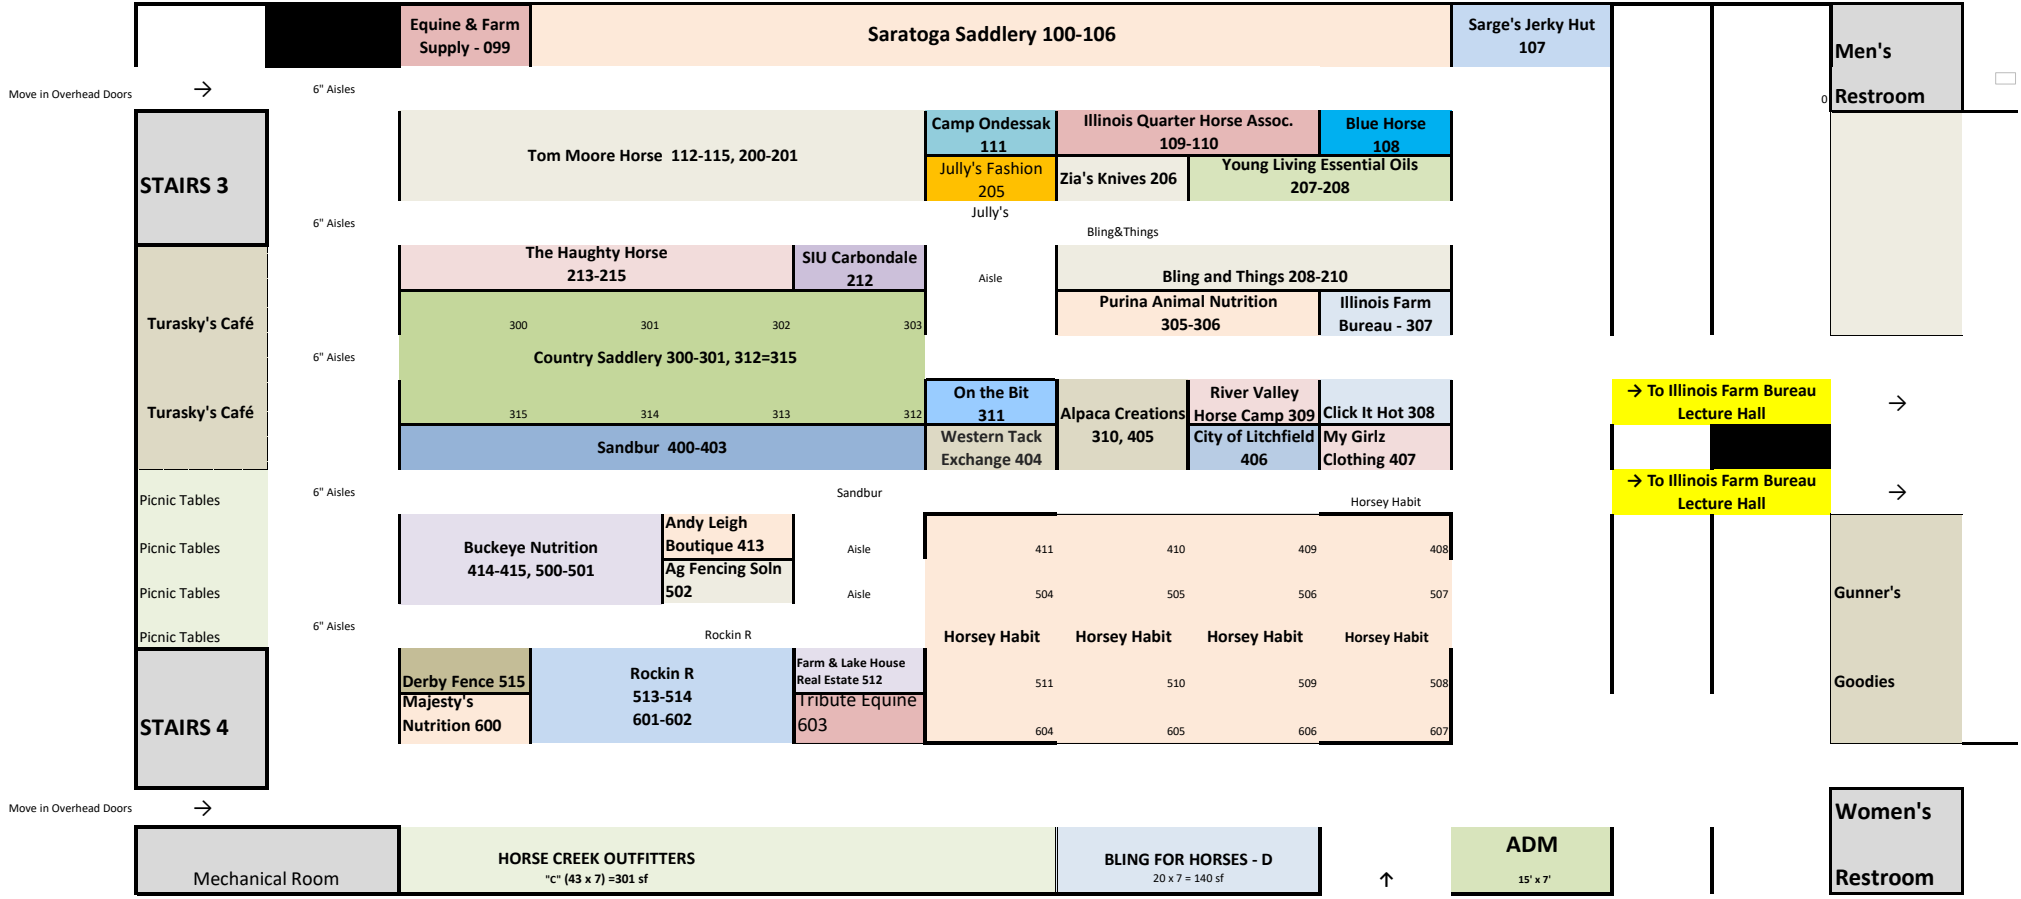 Equine & Farm
Supply - 099
Saratoga Saddlery 100-106
Sarge's Jerky Hut
107
Men's
Restroom
Move in Overhead Doors
→
6" Aisles
0
STAIRS 3
Tom Moore Horse  112-115, 200-201
Camp Ondessak
111
Illinois Quarter Horse Assoc.
109-110
Blue Horse
108
Jully's Fashion
205
Zia's Knives 206
Young Living Essential Oils
207-208
6" Aisles
Jully's
Bling&Things
The Haughty Horse
213-215
SIU Carbondale
212
Aisle
Bling and Things 208-210
Turasky's Café
300
301
302
303
Purina Animal Nutrition
305-306
Illinois Farm
Bureau - 307
6" Aisles
Country Saddlery 300-301, 312=315
Turasky's Café
315
314
313
312
On the Bit
311
Alpaca Creations
310, 405
River Valley
Horse Camp 309
Click It Hot 308
→ To Illinois Farm Bureau
Lecture Hall
→
Sandbur  400-403
Western Tack
Exchange 404
City of Litchfield
406
My Girlz
Clothing 407
Picnic Tables
6" Aisles
Sandbur
Horsey Habit
→ To Illinois Farm Bureau
Lecture Hall
→
Picnic Tables
Buckeye Nutrition
414-415, 500-501
Andy Leigh
Boutique 413
Aisle
411
410
409
408
Picnic Tables
Ag Fencing Soln
502
Aisle
504
505
506
507
Gunner's
Picnic Tables
6" Aisles
Rockin R
Horsey Habit
Horsey Habit
Horsey Habit
Horsey Habit
STAIRS 4
Derby Fence 515
Rockin R
513-514
601-602
Farm & Lake House
Real Estate 512
511
510
509
508
Goodies
Majesty's
Nutrition 600
Tribute Equine
603
604
605
606
607
Move in Overhead Doors
→
Women's
Restroom
Mechanical Room
HORSE CREEK OUTFITTERS
"C" (43 x 7) =301 sf
BLING FOR HORSES - D
20 x 7 = 140 sf
↑
ADM
15' x 7'